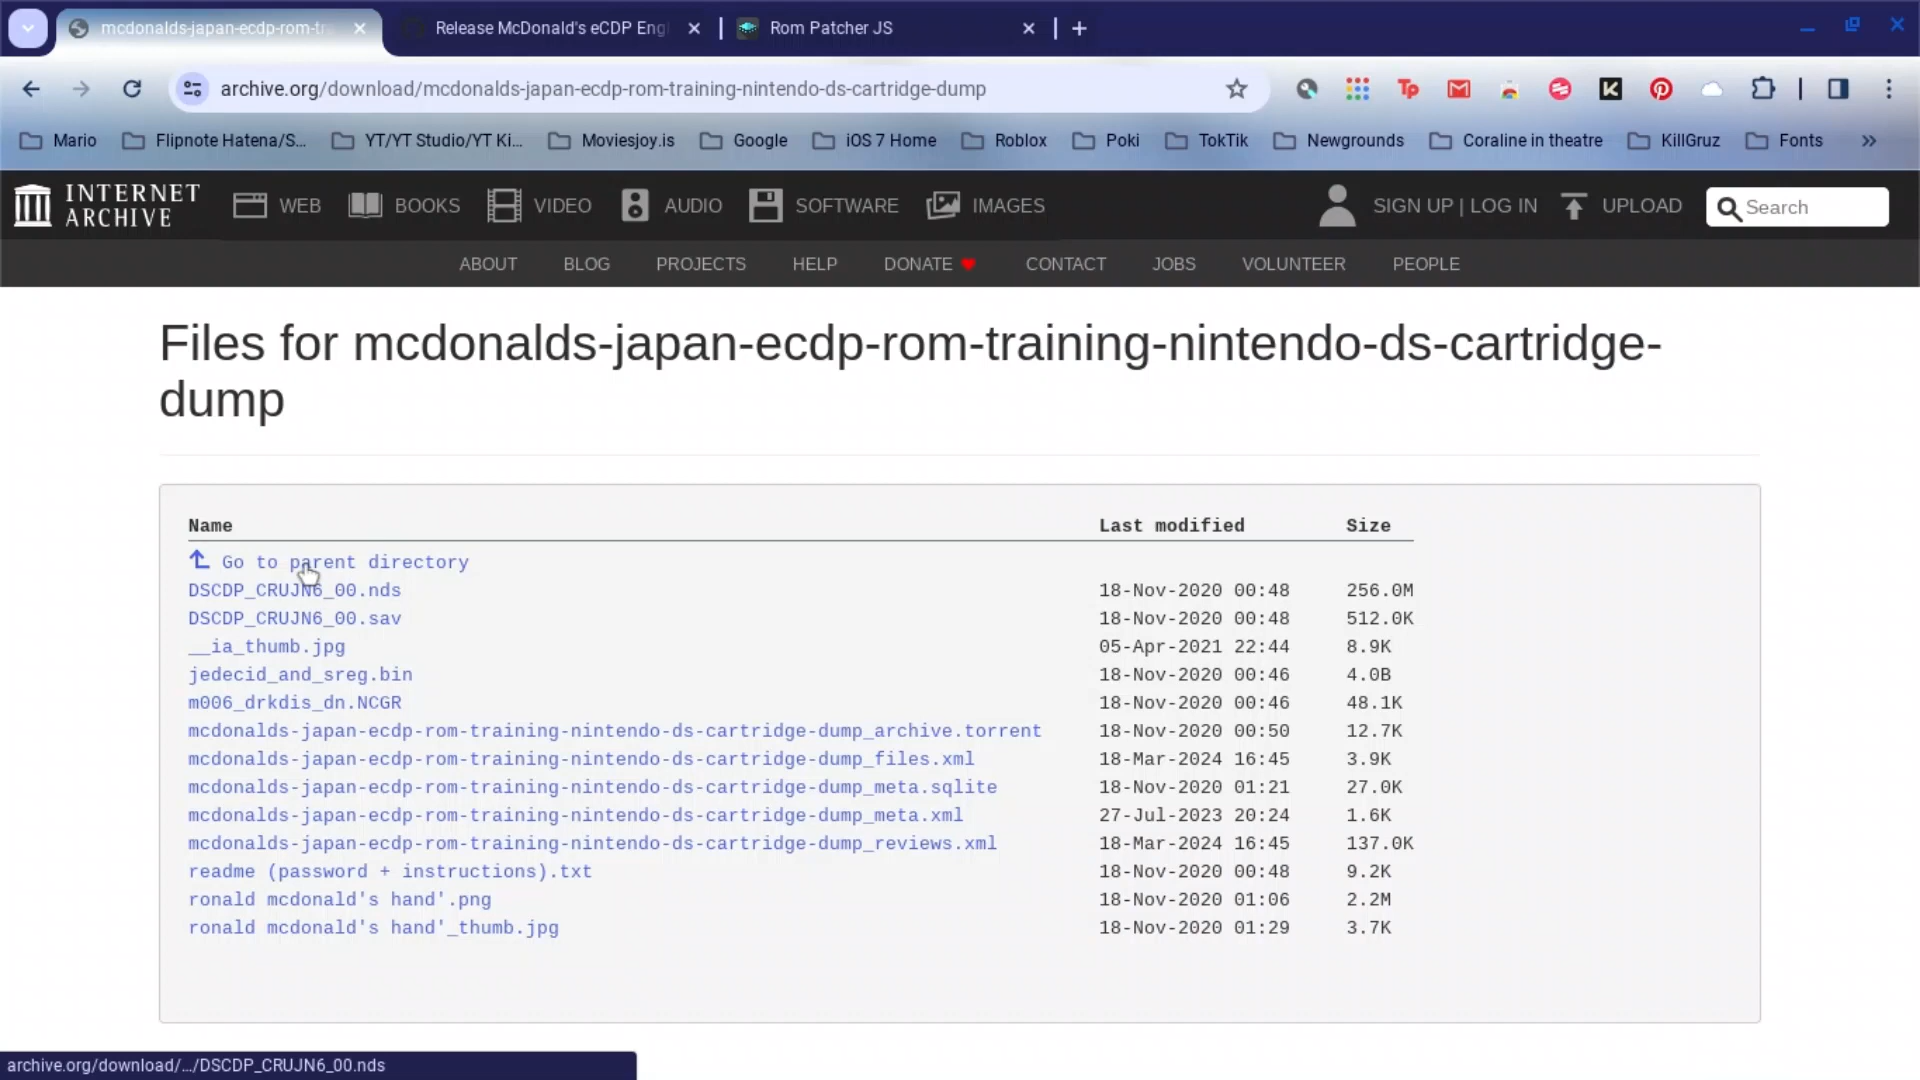 mcdonalds-japan-ecdp-rom-tr
Release McDonald's eCDP Eng
Rom Patcher JS
archive.org/download/mcdonalds-japan-ecdp-rom-training-nintendo-ds-cartridge-dump
Mario
Flipnote Hatena/S...
YT/YT Studio/YT Ki...
Moviesjoy.is
Google
iOS 7 Home
Roblox
Poki
TokTik
Newgrounds
Coraline in theatre
KillGruz
Fonts
INTERNET
ARCHIVE
WEB
BOOKS
VIDEO
AUDIO
SOFTWARE
IMAGES
SIGN UP | LOG IN
UPLOAD
Search
ABOUT
BLOG
PROJECTS
HELP
DONATE
CONTACT
JOBS
VOLUNTEER
PEOPLE
Files for mcdonalds-japan-ecdp-rom-training-nintendo-ds-cartridge-
dump
Name Last modified Size
Go to parent directory
DSCDP_CRUJN6_00.nds 18-Nov-2020 00:48 256.0M
DSCDP_CRUJN6_00.sav 18-Nov-2020 00:48 512.0K
__ia_thumb.jpg 05-Apr-2021 22:44 8.9K
jedecid_and_sreg.bin 18-Nov-2020 00:46 4.0B
m006_drkdis_dn.NCGR 18-Nov-2020 00:46 48.1K
mcdonalds-japan-ecdp-rom-training-nintendo-ds-cartridge-dump_archive.torrent 18-Nov-2020 00:50 12.7K
mcdonalds-japan-ecdp-rom-training-nintendo-ds-cartridge-dump_files.xml 18-Mar-2024 16:45 3.9K
mcdonalds-japan-ecdp-rom-training-nintendo-ds-cartridge-dump_meta.sqlite 18-Nov-2020 01:21 27.0K
mcdonalds-japan-ecdp-rom-training-nintendo-ds-cartridge-dump_meta.xml 27-Jul-2023 20:24 1.6K
mcdonalds-japan-ecdp-rom-training-nintendo-ds-cartridge-dump_reviews.xml 18-Mar-2024 16:45 137.0K
readme (password + instructions).txt 18-Nov-2020 00:48 9.2K
ronald mcdonald's hand'.png 18-Nov-2020 01:06 2.2M
ronald mcdonald's hand'_thumb.jpg 18-Nov-2020 01:29 3.7K
archive.org/download/.../DSCDP_CRUJN6_00.nds